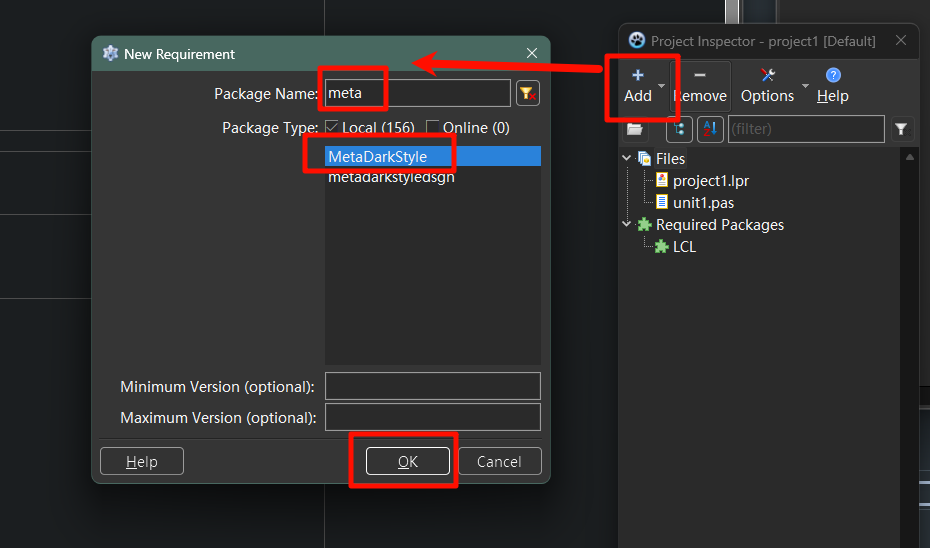 New Requirement
Package Name: meta
Package Type: Local (156) Online (0)
MetaDarkStyle
metadarkstyledsgn
Minimum Version (optional):
Maximum Version (optional):
Help OK Cancel
Project Inspector - project1 [Default]
Add Remove Options Help
(filter)
Files
project1.lpr
unit1.pas
Required Packages
LCL